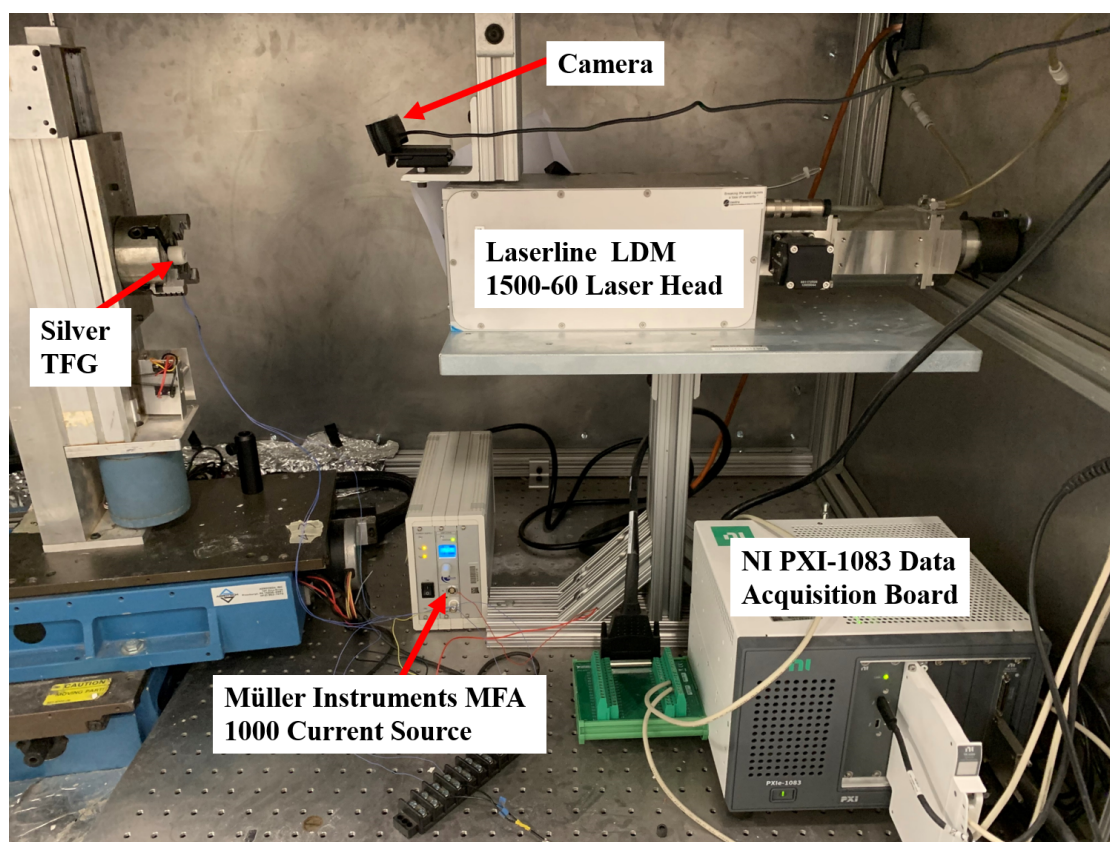 Camera
Laserline LDM
1500-60 Laser Head
Silver
TFG
NI PXI-1083 Data
Acquisition Board
Müller Instruments MFA
1000 Current Source
CAUTION
PXIe-1083
PXI